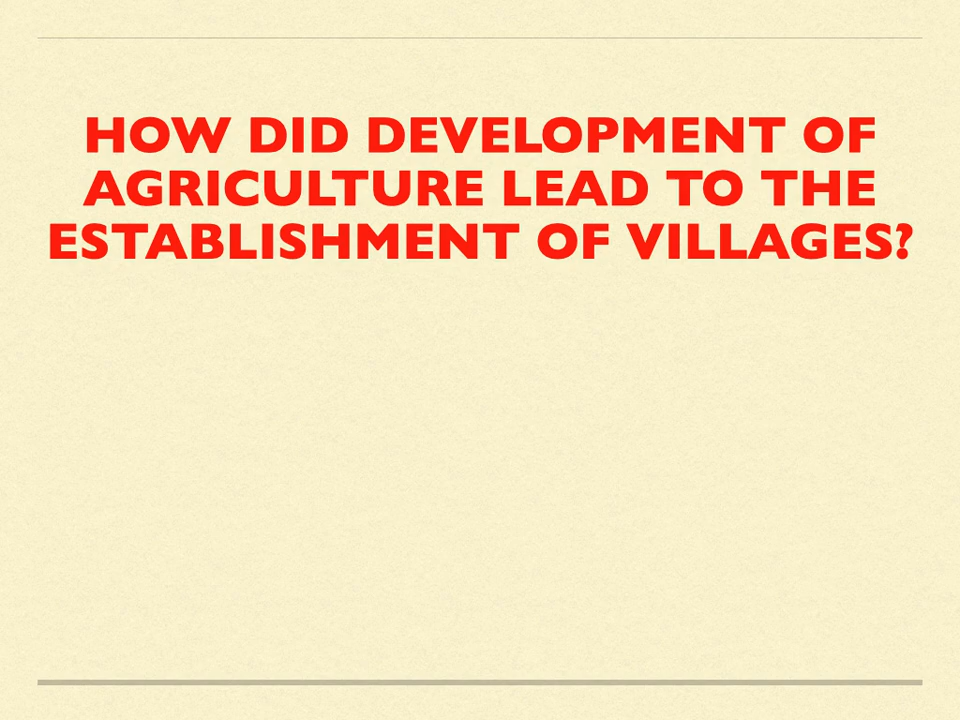 HOW DID DEVELOPMENT OF
AGRICULTURE LEAD TO THE
ESTABLISHMENT OF VILLAGES?